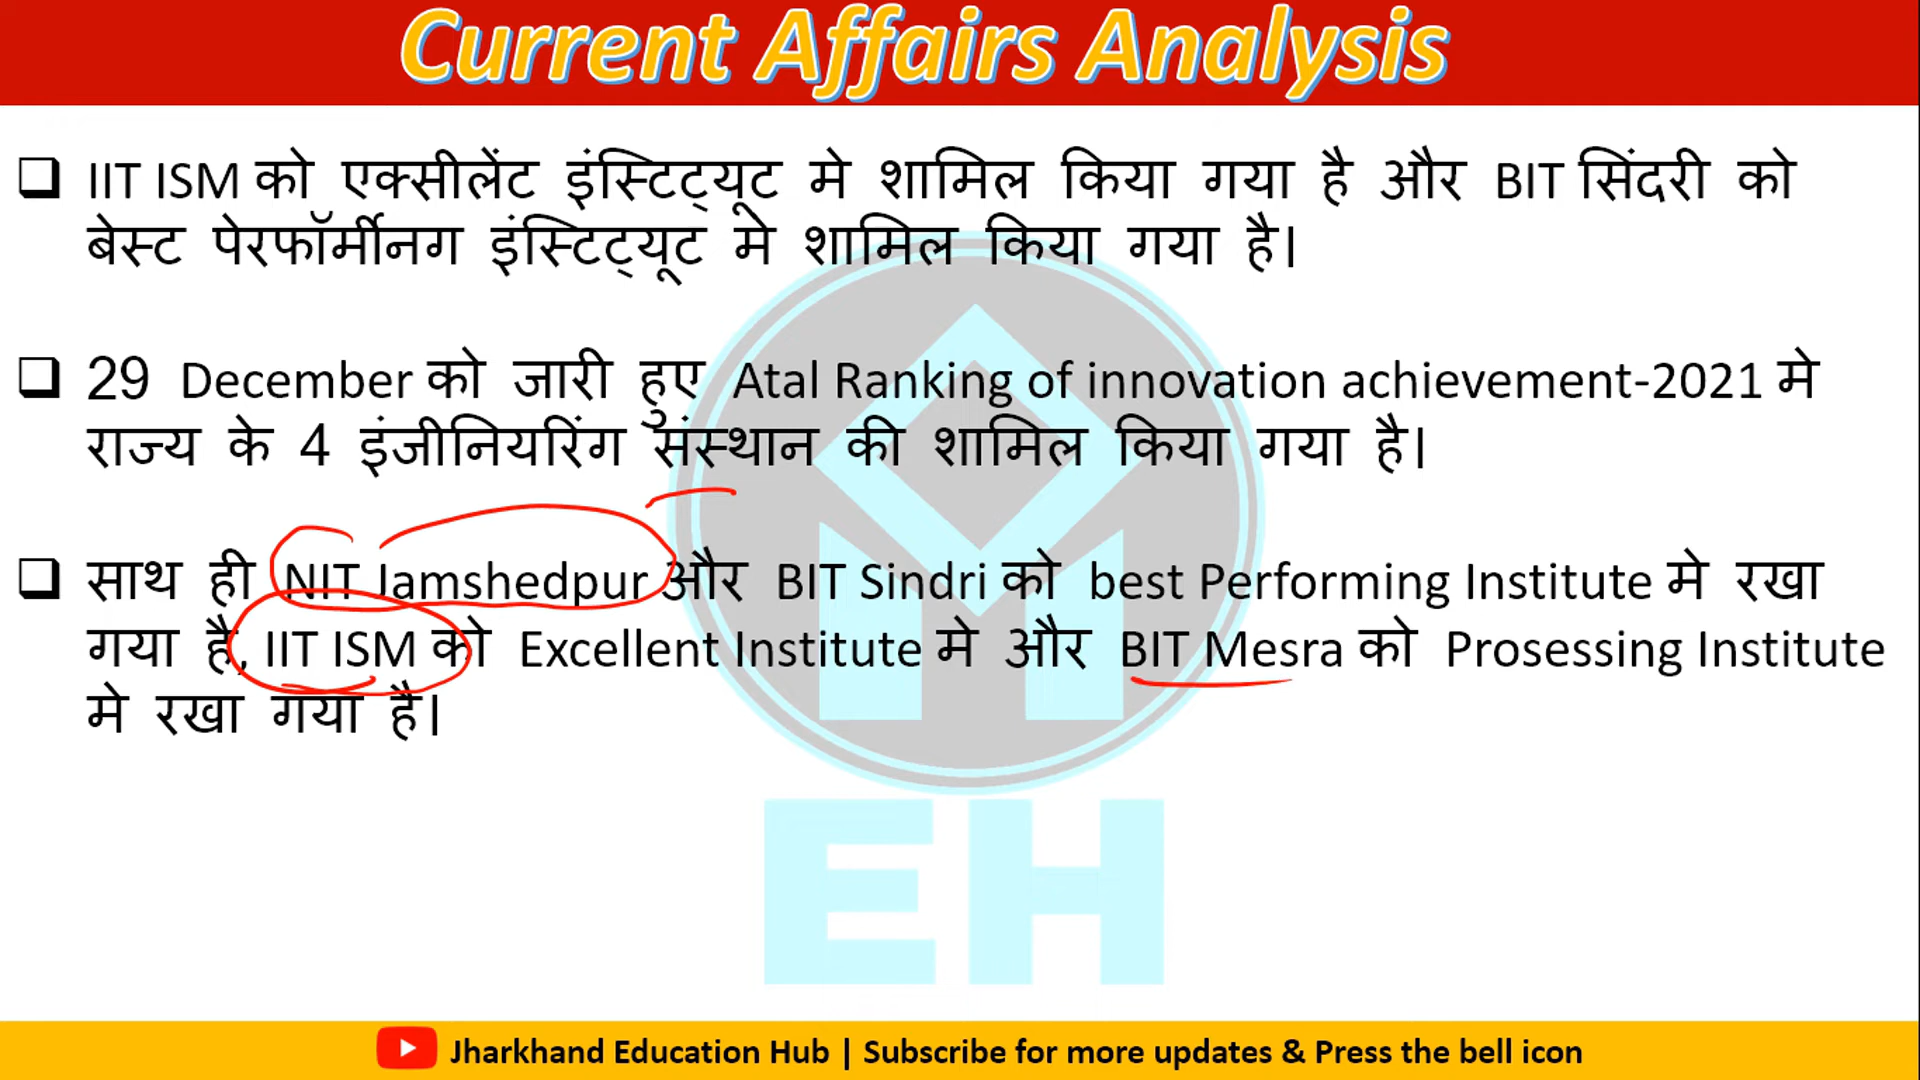 Current Affairs Analysis
IIT ISM को एक्सीलेंट इंस्टिट्यूट मे शामिल किया गया है और BIT सिंदरी को
बेस्ट पेरफॉर्मीनग इंस्टिट्यूट मे शामिल किया गया है।
29 December को जारी हुए Atal Ranking of innovation achievement-2021 मे
राज्य के 4 इंजीनियरिंग संस्थान की शामिल किया गया है।
साथ ही NIT Jamshedpur और BIT Sindri को best Performing Institute मे रखा
गया है, IIT ISM को Excellent Institute मे और BIT Mesra को Prosessing Institute
मे रखा गया है।
EH
Jharkhand Education Hub | Subscribe for more updates & Press the bell icon